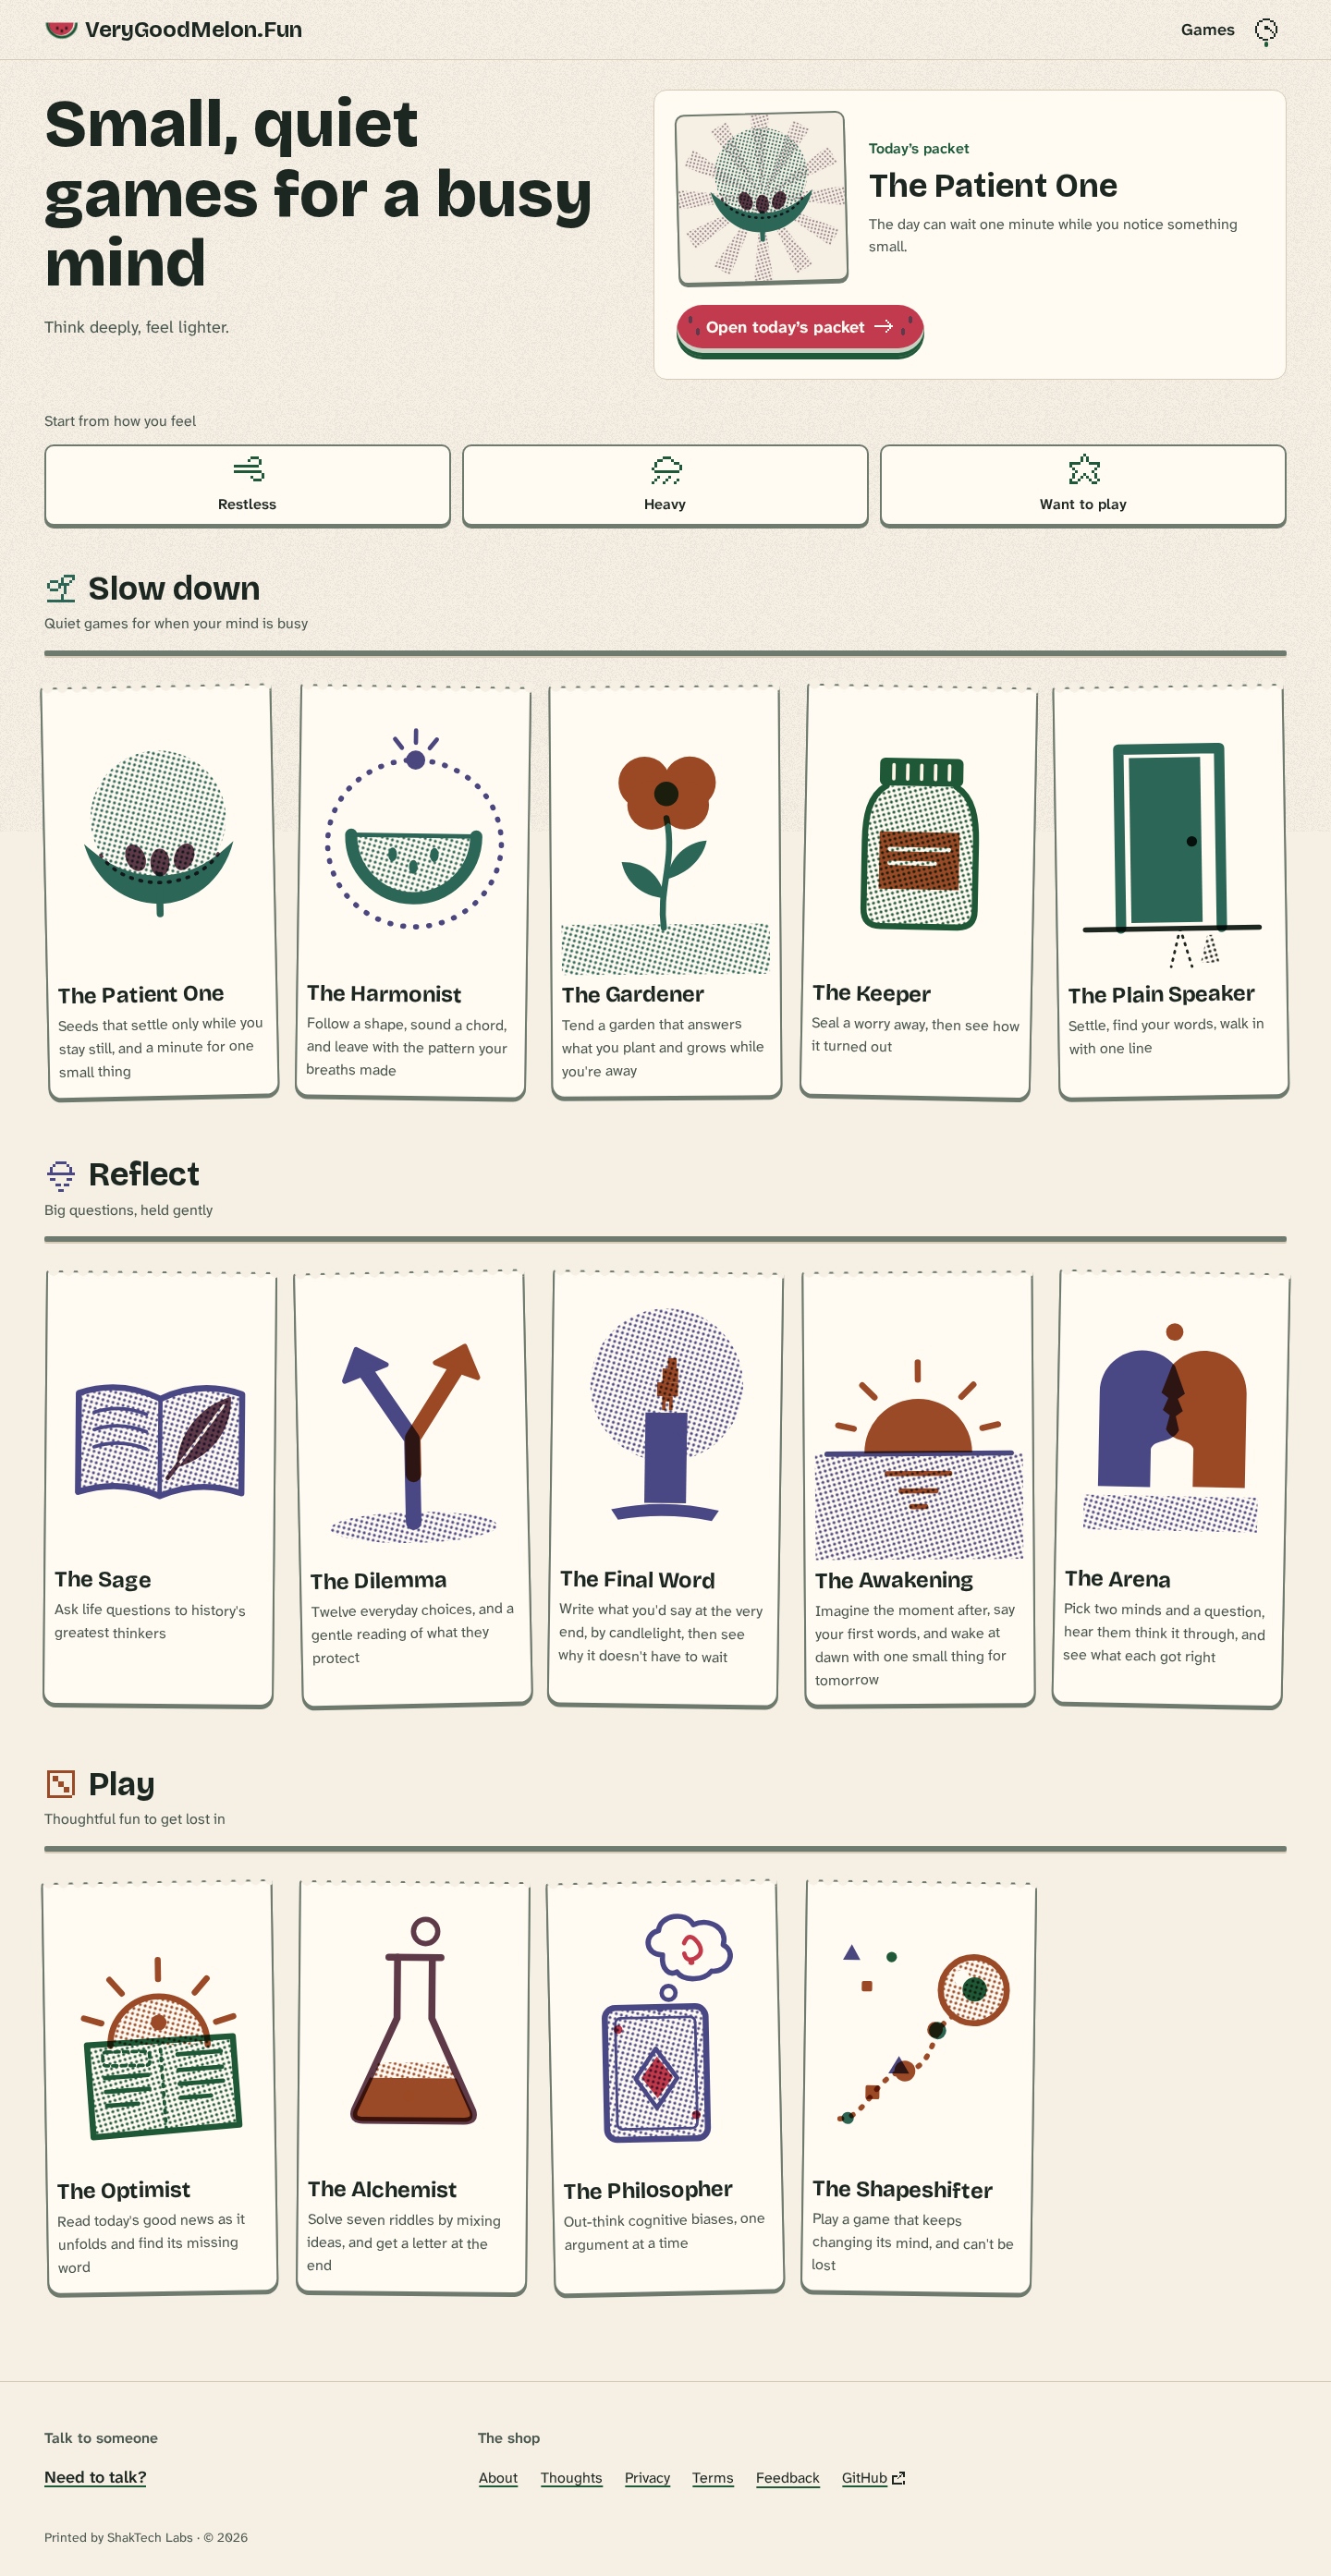 VeryGoodMelon.Fun
Games
Small, quiet
games for a busy
mind
Think deeply, feel lighter.
Today's packet
The Patient One
The day can wait one minute while you notice something
small.
Open today's packet
Start from how you feel
Restless
Heavy
Want to play
Slow down
Quiet games for when your mind is busy
The Patient One
Seeds that settle only while you
stay still, and a minute for one
small thing
The Harmonist
Follow a shape, sound a chord,
and leave with the pattern your
breaths made
The Gardener
Tend a garden that answers
what you plant and grows while
you're away
The Keeper
Seal a worry away, then see how
it turned out
The Plain Speaker
Settle, find your words, walk in
with one line
Reflect
Big questions, held gently
The Sage
Ask life questions to history's
greatest thinkers
The Dilemma
Twelve everyday choices, and a
gentle reading of what they
protect
The Final Word
Write what you'd say at the very
end, by candlelight, then see
why it doesn't have to wait
The Awakening
Imagine the moment after, say
your first words, and wake at
dawn with one small thing for
tomorrow
The Arena
Pick two minds and a question,
hear them think it through, and
see what each got right
Play
Thoughtful fun to get lost in
The Optimist
Read today's good news as it
unfolds and find its missing
word
The Alchemist
Solve seven riddles by mixing
ideas, and get a letter at the
end
The Philosopher
Out-think cognitive biases, one
argument at a time
The Shapeshifter
Play a game that keeps
changing its mind, and can't be
lost
Talk to someone
Need to talk?
The shop
About Thoughts Privacy Terms Feedback GitHub
Printed by ShakTech Labs · © 2026